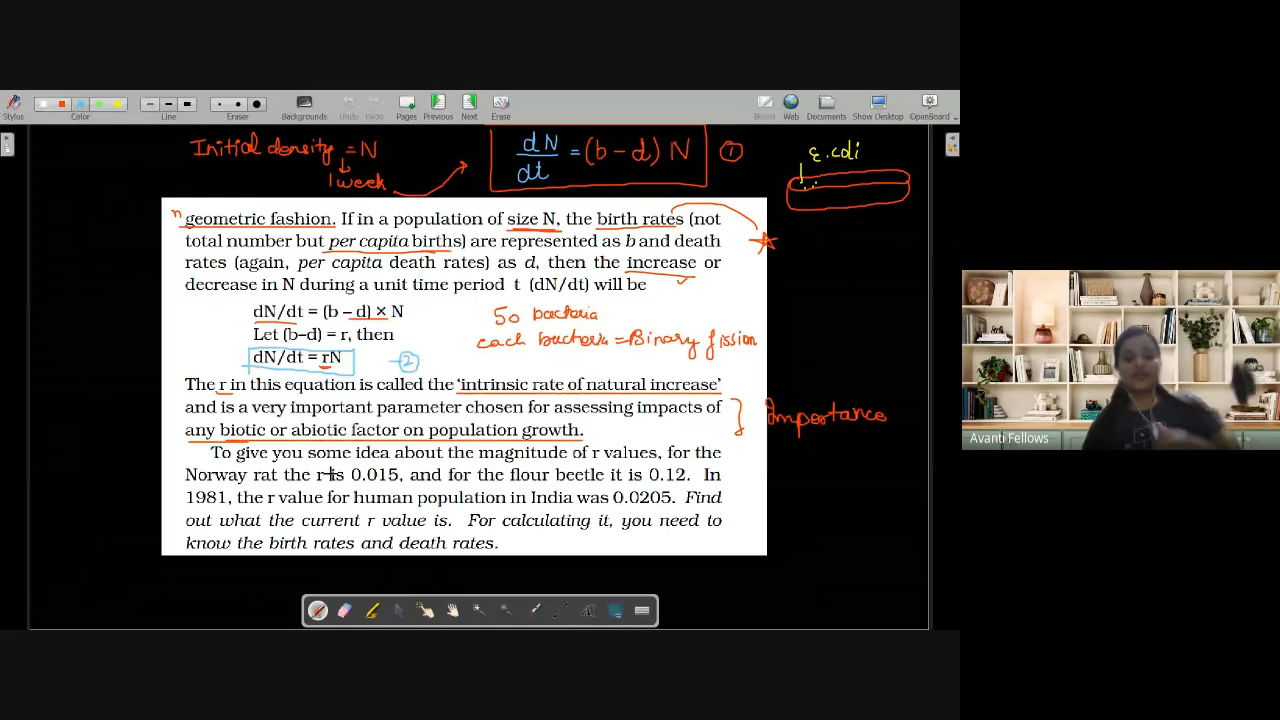 Stylus
Color
Line
Eraser
Backgrounds
Undo
Redo
Pages
Previous
Next
Erase
Board
Web
Documents
Show Desktop
OpenBoard
Initial density = N
1 week
dN/dt = (b - d) N ①
E.coli
geometric fashion. If in a population of size N, the birth rates (not
total number but per capita births) are represented as b and death
rates (again, per capita death rates) as d, then the increase or
decrease in N during a unit time period t (dN/dt) will be
dN/dt = (b – d) × N
Let (b–d) = r, then
dN/dt = rN
②
50 bacteria
each bacteria = Binary fission
The r in this equation is called the ‘intrinsic rate of natural increase’
and is a very important parameter chosen for assessing impacts of
any biotic or abiotic factor on population growth.
Importance
To give you some idea about the magnitude of r values, for the
Norway rat the r is 0.015, and for the flour beetle it is 0.12. In
1981, the r value for human population in India was 0.0205. Find
out what the current r value is. For calculating it, you need to
know the birth rates and death rates.
Avanti Fellows